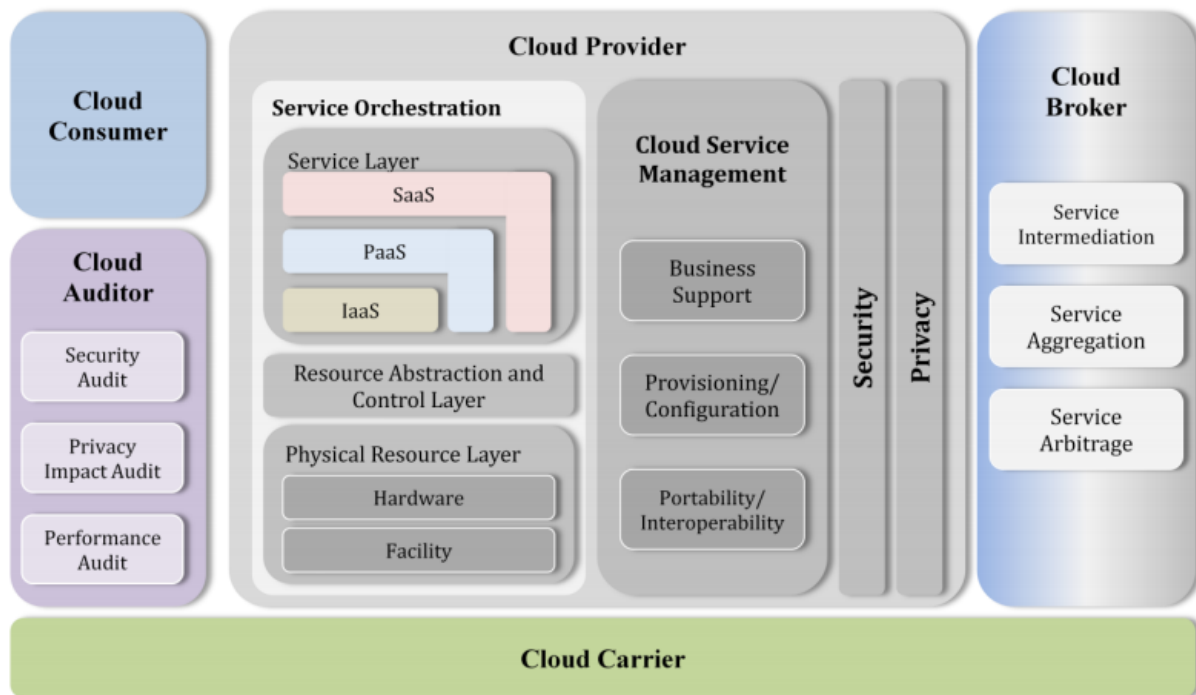 Cloud
Consumer
Cloud
Auditor
Security
Audit
Privacy
Impact Audit
Performance
Audit
Cloud Provider
Service Orchestration
Service Layer
SaaS
PaaS
IaaS
Resource Abstraction and
Control Layer
Physical Resource Layer
Hardware
Facility
Cloud Service
Management
Business
Support
Provisioning/
Configuration
Portability/
Interoperability
Security
Privacy
Cloud
Broker
Service
Intermediation
Service
Aggregation
Service
Arbitrage
Cloud Carrier